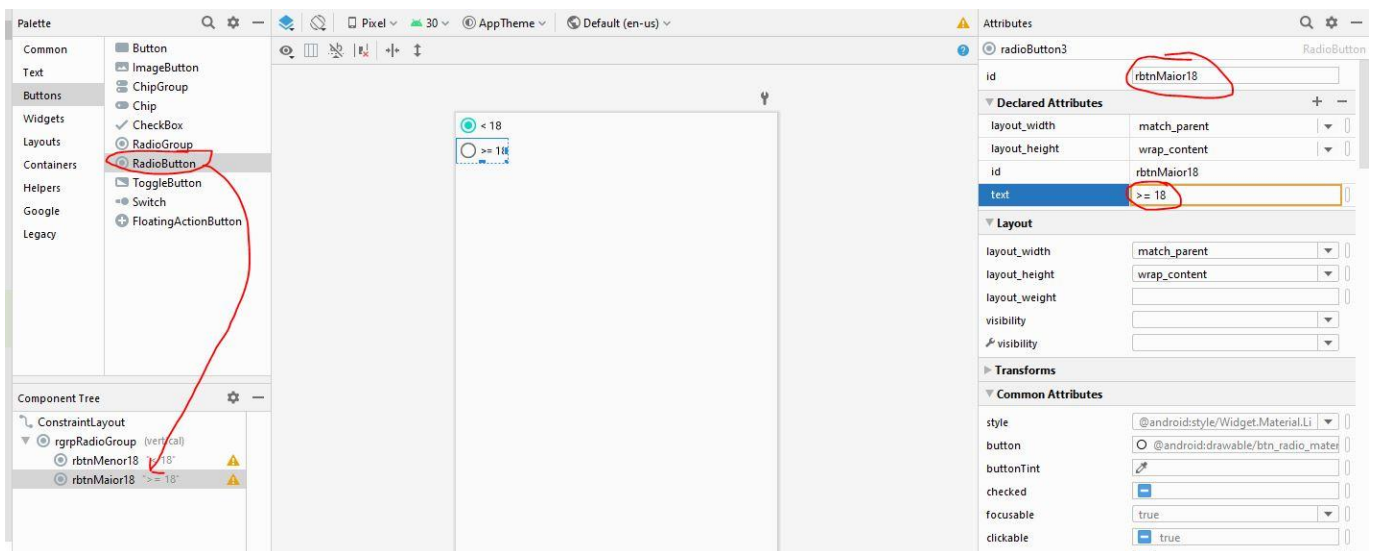 Palette
Common
Text
Buttons
Widgets
Layouts
Containers
Helpers
Google
Legacy
Button
ImageButton
ChipGroup
Chip
CheckBox
RadioGroup
RadioButton
ToggleButton
Switch
FloatingActionButton
Component Tree
ConstraintLayout
rgrpRadioGroup (vertical)
rbtnMenor18 "< 18"
rbtnMaior18 ">= 18"
Pixel 30 AppTheme Default (en-us)
< 18
>= 18
Attributes
radioButton3 RadioButton
id rbtnMaior18
Declared Attributes
layout_width match_parent
layout_height wrap_content
id rbtnMaior18
text >= 18
Layout
layout_width match_parent
layout_height wrap_content
layout_weight
visibility
visibility
Transforms
Common Attributes
style @android:style/Widget.Material.Li
button @android:drawable/btn_radio_mater
buttonTint
checked
focusable true
clickable true